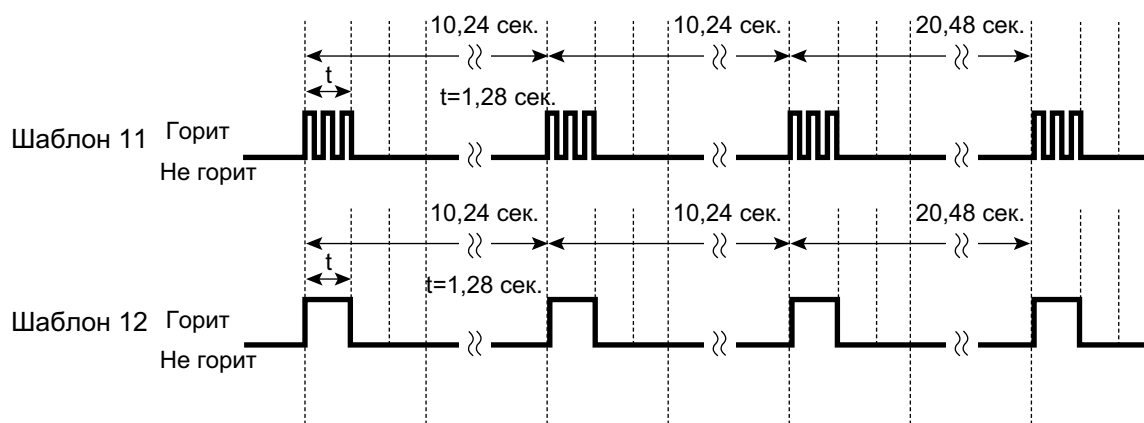 10,24 сек. 10,24 сек. 20,48 сек.
t
t=1,28 сек.
Шаблон 11 Горит
Не горит
10,24 сек. 10,24 сек. 20,48 сек.
t
t=1,28 сек.
Шаблон 12 Горит
Не горит